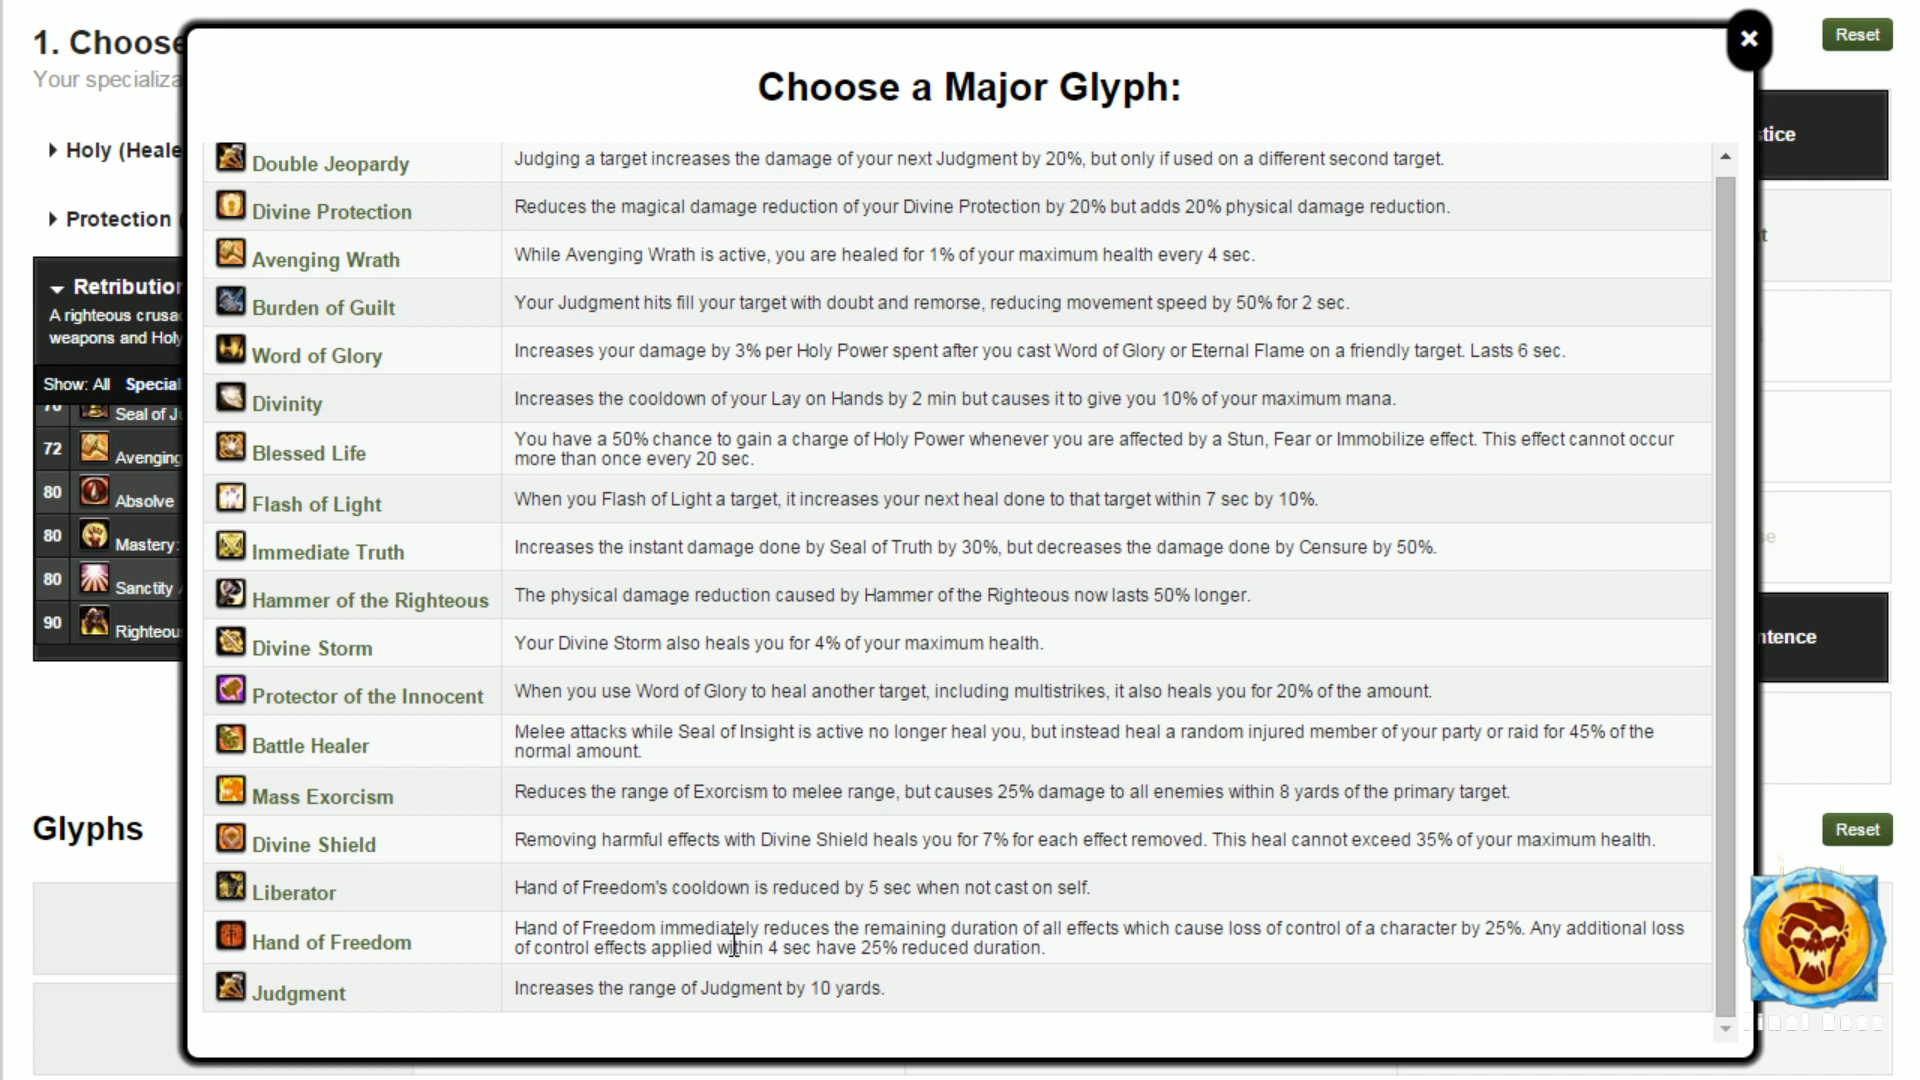 1. Choose
Your specializa
Reset
Choose a Major Glyph:
Holy (Heale
Protection
Retribution
A righteous crusa
weapons and Holy
Show: All Special
70 Seal of J
72 Avenging
80 Absolve
80 Mastery:
80 Sanctity
90 Righteou
Double Jeopardy Judging a target increases the damage of your next Judgment by 20%, but only if used on a different second target.
Divine Protection Reduces the magical damage reduction of your Divine Protection by 20% but adds 20% physical damage reduction.
Avenging Wrath While Avenging Wrath is active, you are healed for 1% of your maximum health every 4 sec.
Burden of Guilt Your Judgment hits fill your target with doubt and remorse, reducing movement speed by 50% for 2 sec.
Word of Glory Increases your damage by 3% per Holy Power spent after you cast Word of Glory or Eternal Flame on a friendly target. Lasts 6 sec.
Divinity Increases the cooldown of your Lay on Hands by 2 min but causes it to give you 10% of your maximum mana.
Blessed Life You have a 50% chance to gain a charge of Holy Power whenever you are affected by a Stun, Fear or Immobilize effect. This effect cannot occur
more than once every 20 sec.
Flash of Light When you Flash of Light a target, it increases your next heal done to that target within 7 sec by 10%.
Immediate Truth Increases the instant damage done by Seal of Truth by 30%, but decreases the damage done by Censure by 50%.
Hammer of the Righteous The physical damage reduction caused by Hammer of the Righteous now lasts 50% longer.
Divine Storm Your Divine Storm also heals you for 4% of your maximum health.
Protector of the Innocent When you use Word of Glory to heal another target, including multistrikes, it also heals you for 20% of the amount.
Battle Healer Melee attacks while Seal of Insight is active no longer heal you, but instead heal a random injured member of your party or raid for 45% of the
normal amount.
Mass Exorcism Reduces the range of Exorcism to melee range, but causes 25% damage to all enemies within 8 yards of the primary target.
Divine Shield Removing harmful effects with Divine Shield heals you for 7% for each effect removed. This heal cannot exceed 35% of your maximum health.
Liberator Hand of Freedom's cooldown is reduced by 5 sec when not cast on self.
Hand of Freedom Hand of Freedom immediately reduces the remaining duration of all effects which cause loss of control of a character by 25%. Any additional loss
of control effects applied within 4 sec have 25% reduced duration.
Judgment Increases the range of Judgment by 10 yards.
stice
t
se
ntence
Glyphs
Reset